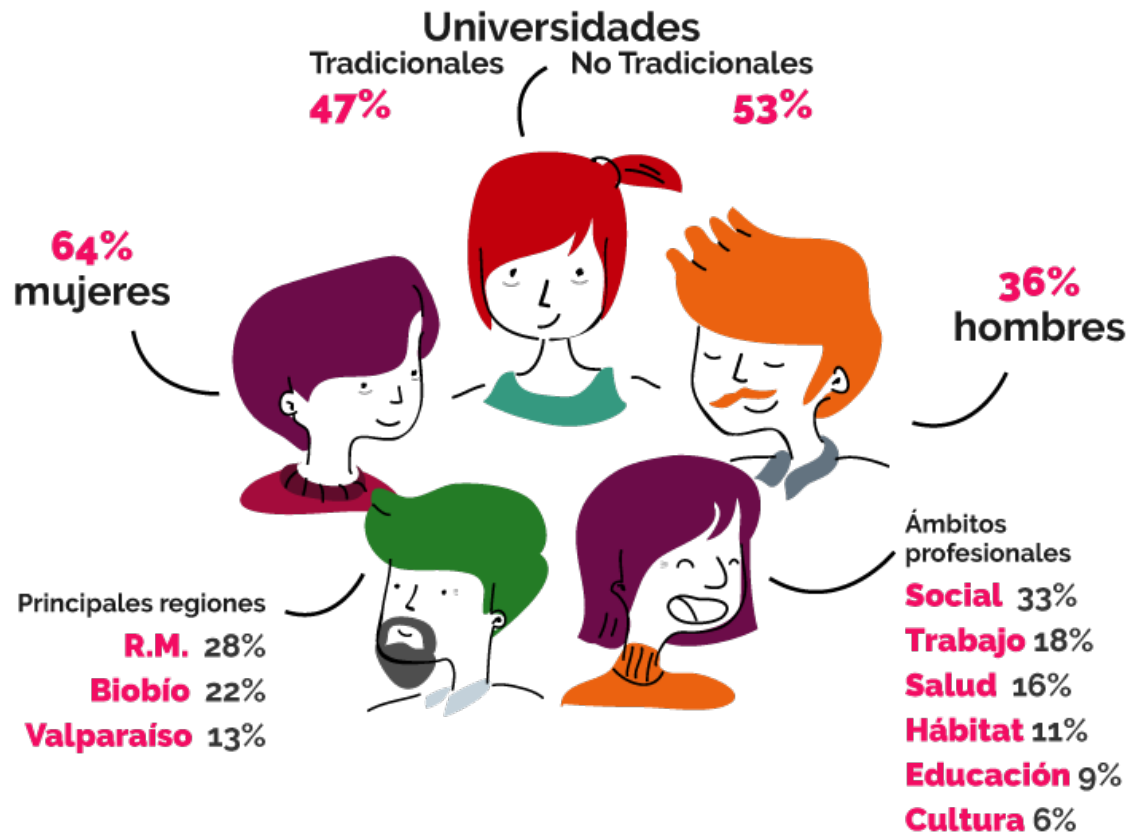 Universidades
Tradicionales
47%
No Tradicionales
53%
64%
mujeres
36%
hombres
Principales regiones
R.M. 28%
Biobío 22%
Valparaíso 13%
Ámbitos
profesionales
Social 33%
Trabajo 18%
Salud 16%
Hábitat 11%
Educación 9%
Cultura 6%